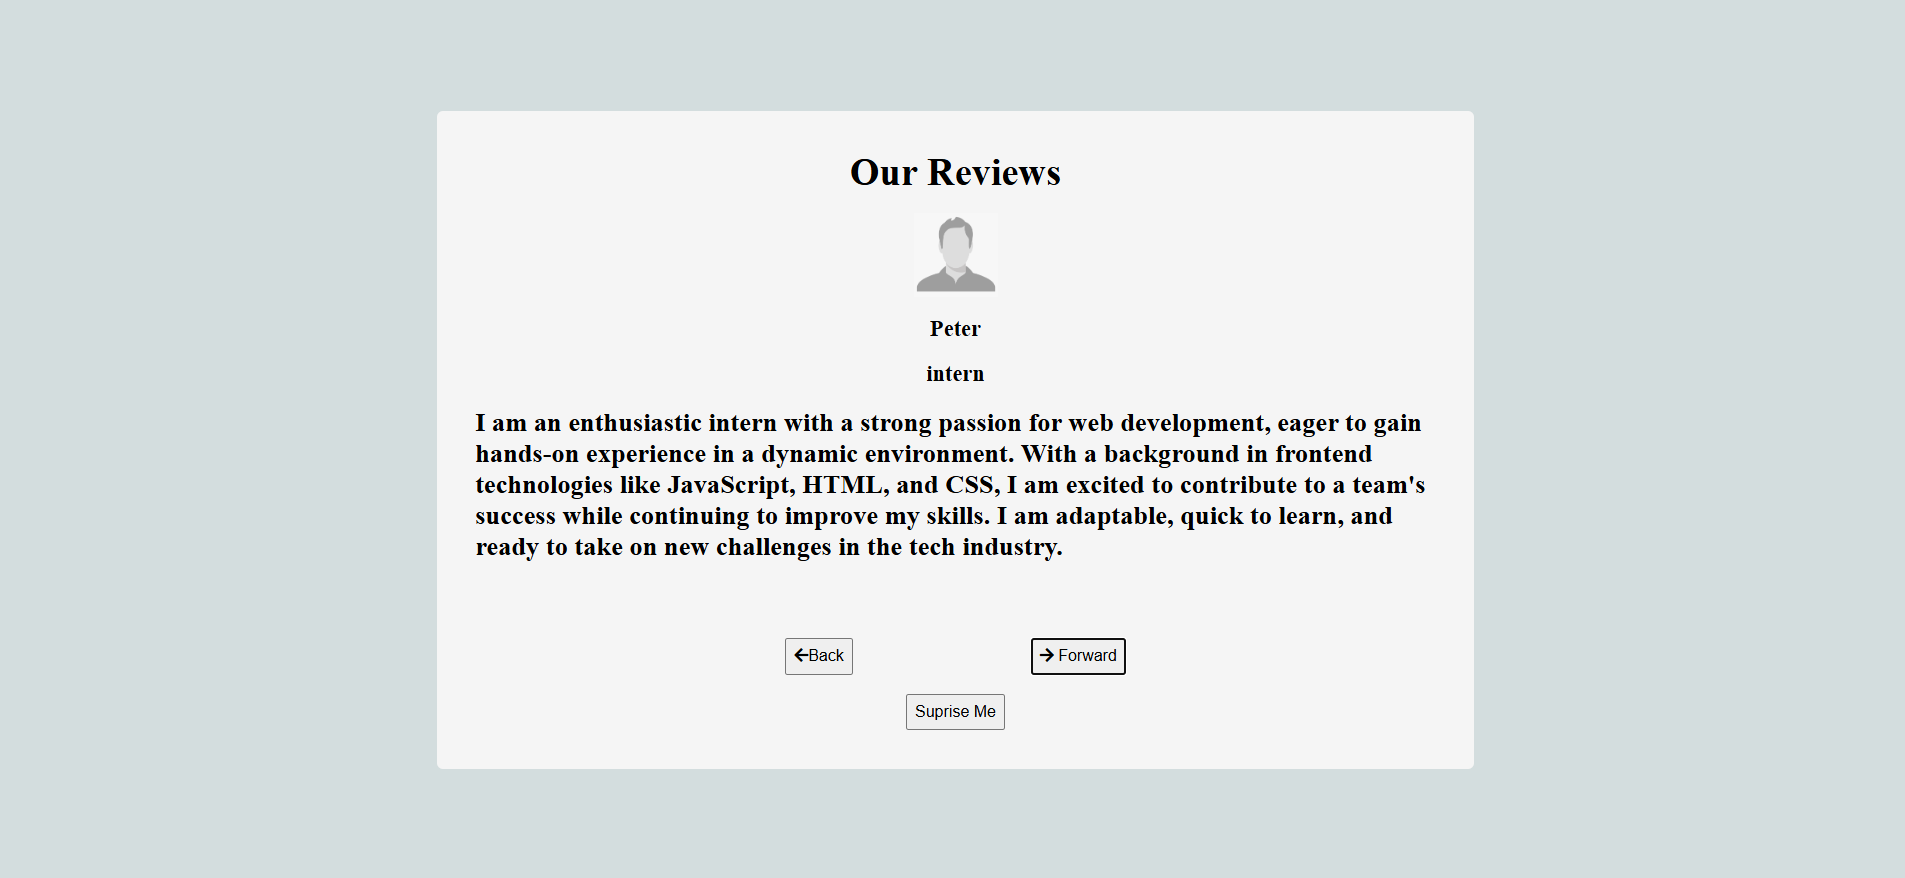 Our Reviews
Peter
intern
I am an enthusiastic intern with a strong passion for web development, eager to gain
hands-on experience in a dynamic environment. With a background in frontend
technologies like JavaScript, HTML, and CSS, I am excited to contribute to a team's
success while continuing to improve my skills. I am adaptable, quick to learn, and
ready to take on new challenges in the tech industry.
Back
Forward
Suprise Me